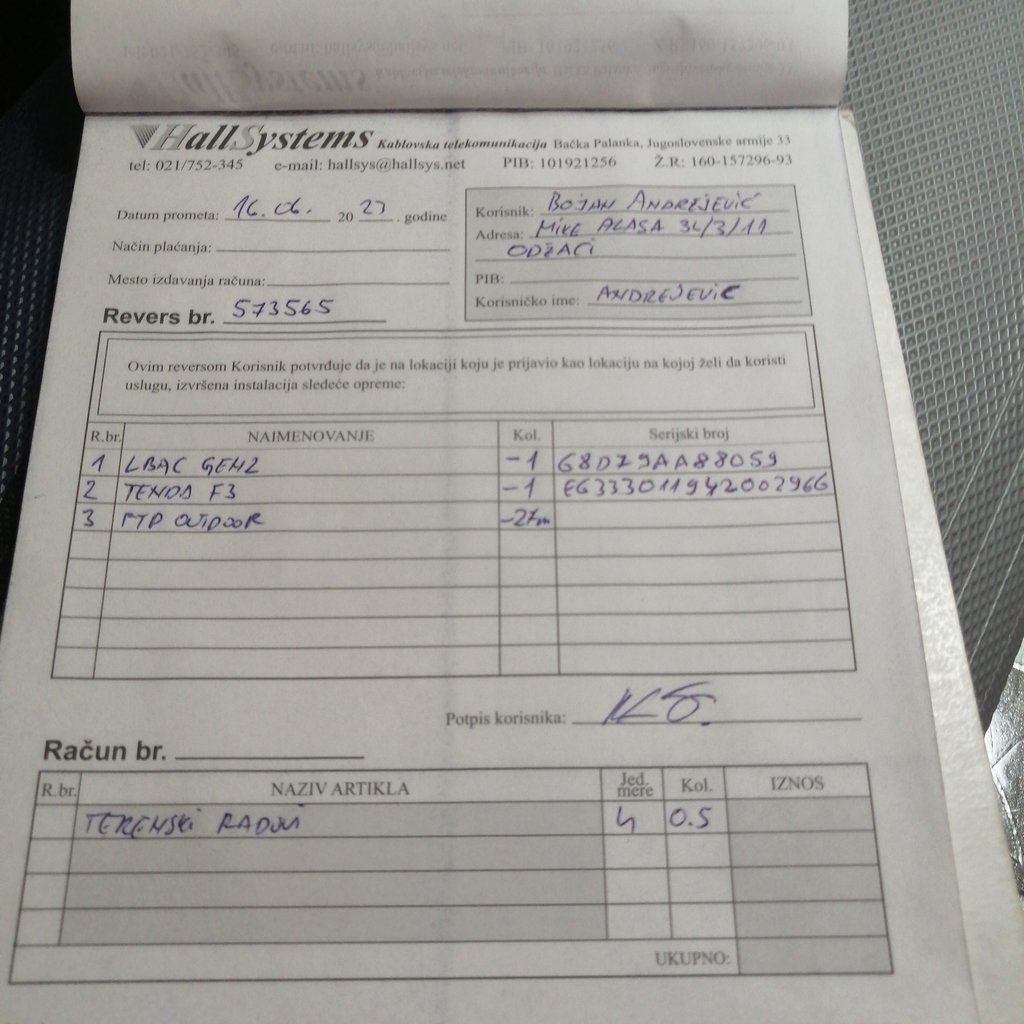 HallSystems Kablovska telekomunikacija Bačka Palanka, Jugoslovenske armije 33
tel: 021/752-345 e-mail: hallsys@hallsys.net PIB: 101921256 Ž.R: 160-157296-93
Datum prometa: 16.06. 20 23 . godine
Način plaćanja:
Mesto izdavanja računa:
Revers br. 573565
Korisnik: BOJAN ANDREJEVIĆ
Adresa: MIKE ALASA 34/3/11
ODŽACI
PIB:
Korisničko ime: ANDREJEVIC
Ovim reversom Korisnik potvrđuje da je na lokaciji koju je prijavio kao lokaciju na kojoj želi da koristi
uslugu, izvršena instalacija sledeće opreme:
R.br. NAIMENOVANJE Kol. Serijski broj
1 LBAC GEN2 -1 68D79AA88059
2 TENDA F3 -1 E6333011942002966
3 FTP OUTDOOR -27m
Potpis korisnika:
Račun br.
R.br. NAZIV ARTIKLA Jed. mere Kol. IZNOS
TERENSKI RADOVI h 0.5
UKUPNO: